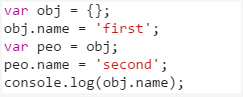 var obj = {};
obj.name = 'first';
var peo = obj;
peo.name = 'second';
console.log(obj.name);